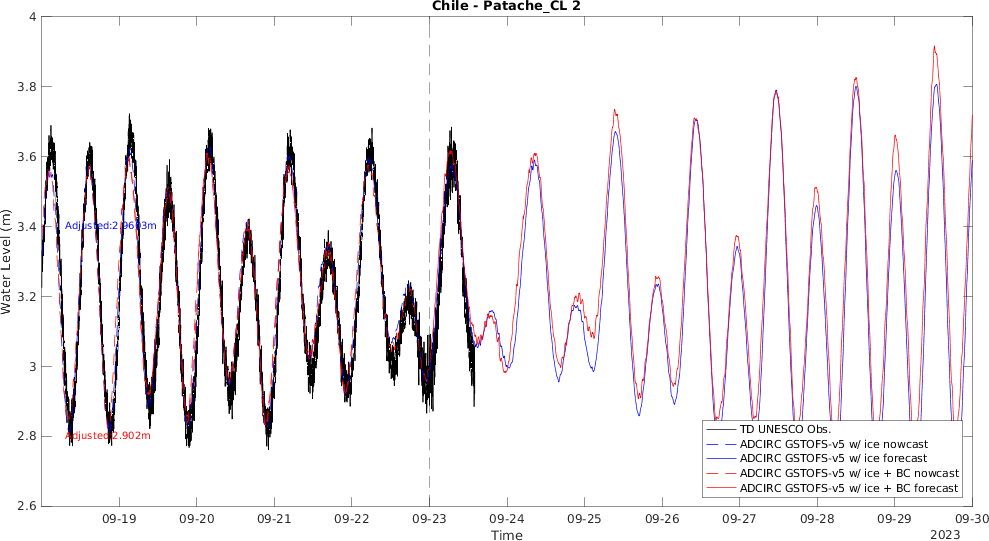 Chile - Patache_CL 2
Water Level (m)
4
3.8
3.6
3.4
3.2
3
2.8
2.6
Adjusted:2.9603m
Adjusted:2.902m
TD UNESCO Obs.
ADCIRC GSTOFS-v5 w/ ice nowcast
ADCIRC GSTOFS-v5 w/ ice forecast
ADCIRC GSTOFS-v5 w/ ice + BC nowcast
ADCIRC GSTOFS-v5 w/ ice + BC forecast
09-19 09-20 09-21 09-22 09-23 09-24 09-25 09-26 09-27 09-28 09-29 09-30
Time
2023